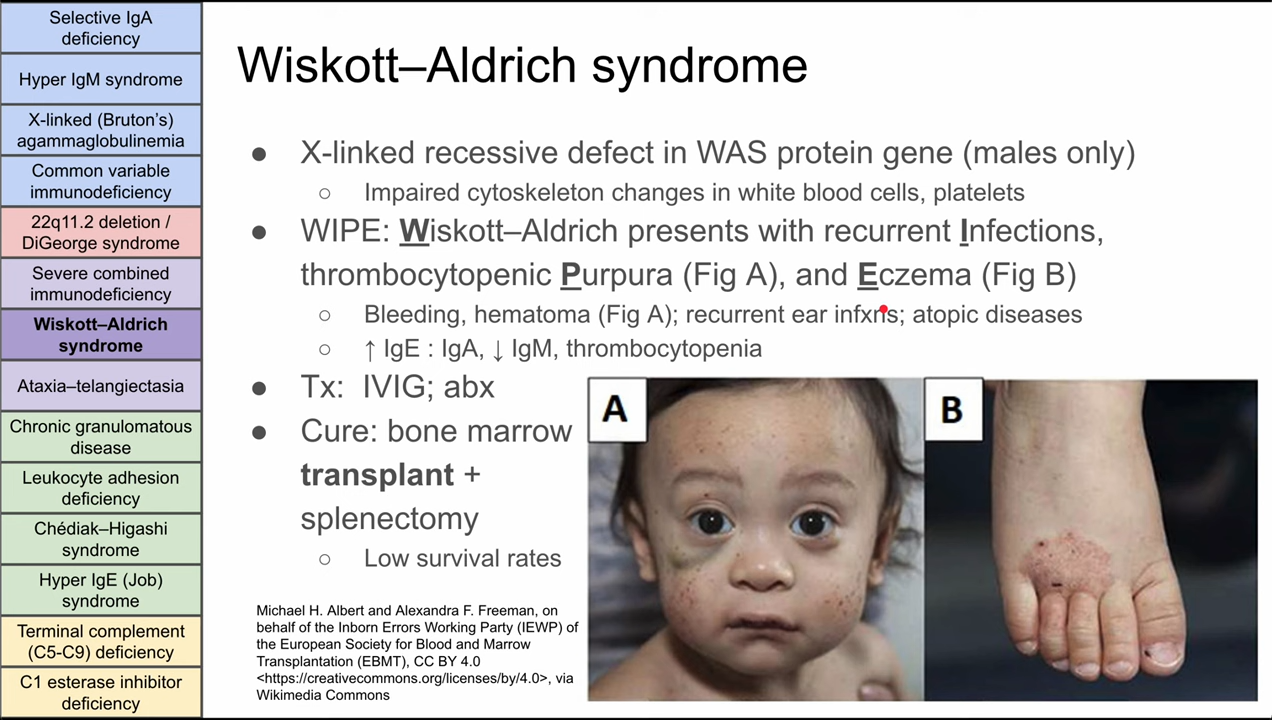 Selective IgA
deficiency
Hyper IgM syndrome
X-linked (Bruton's)
agammaglobulinemia
Common variable
immunodeficiency
22q11.2 deletion /
DiGeorge syndrome
Severe combined
immunodeficiency
Wiskott–Aldrich
syndrome
Ataxia–telangiectasia
Chronic granulomatous
disease
Leukocyte adhesion
deficiency
Chédiak–Higashi
syndrome
Hyper IgE (Job)
syndrome
Terminal complement
(C5-C9) deficiency
C1 esterase inhibitor
deficiency
Wiskott–Aldrich syndrome
● X-linked recessive defect in WAS protein gene (males only)
○ Impaired cytoskeleton changes in white blood cells, platelets
● WIPE: Wiskott–Aldrich presents with recurrent Infections,
thrombocytopenic Purpura (Fig A), and Eczema (Fig B)
○ Bleeding, hematoma (Fig A); recurrent ear infxns; atopic diseases
○ ↑ IgE : IgA, ↓ IgM, thrombocytopenia
● Tx: IVIG; abx
● Cure: bone marrow
transplant +
splenectomy
○ Low survival rates
Michael H. Albert and Alexandra F. Freeman, on
behalf of the Inborn Errors Working Party (IEWP) of
the European Society for Blood and Marrow
Transplantation (EBMT), CC BY 4.0
<https://creativecommons.org/licenses/by/4.0>, via
Wikimedia Commons
A
B